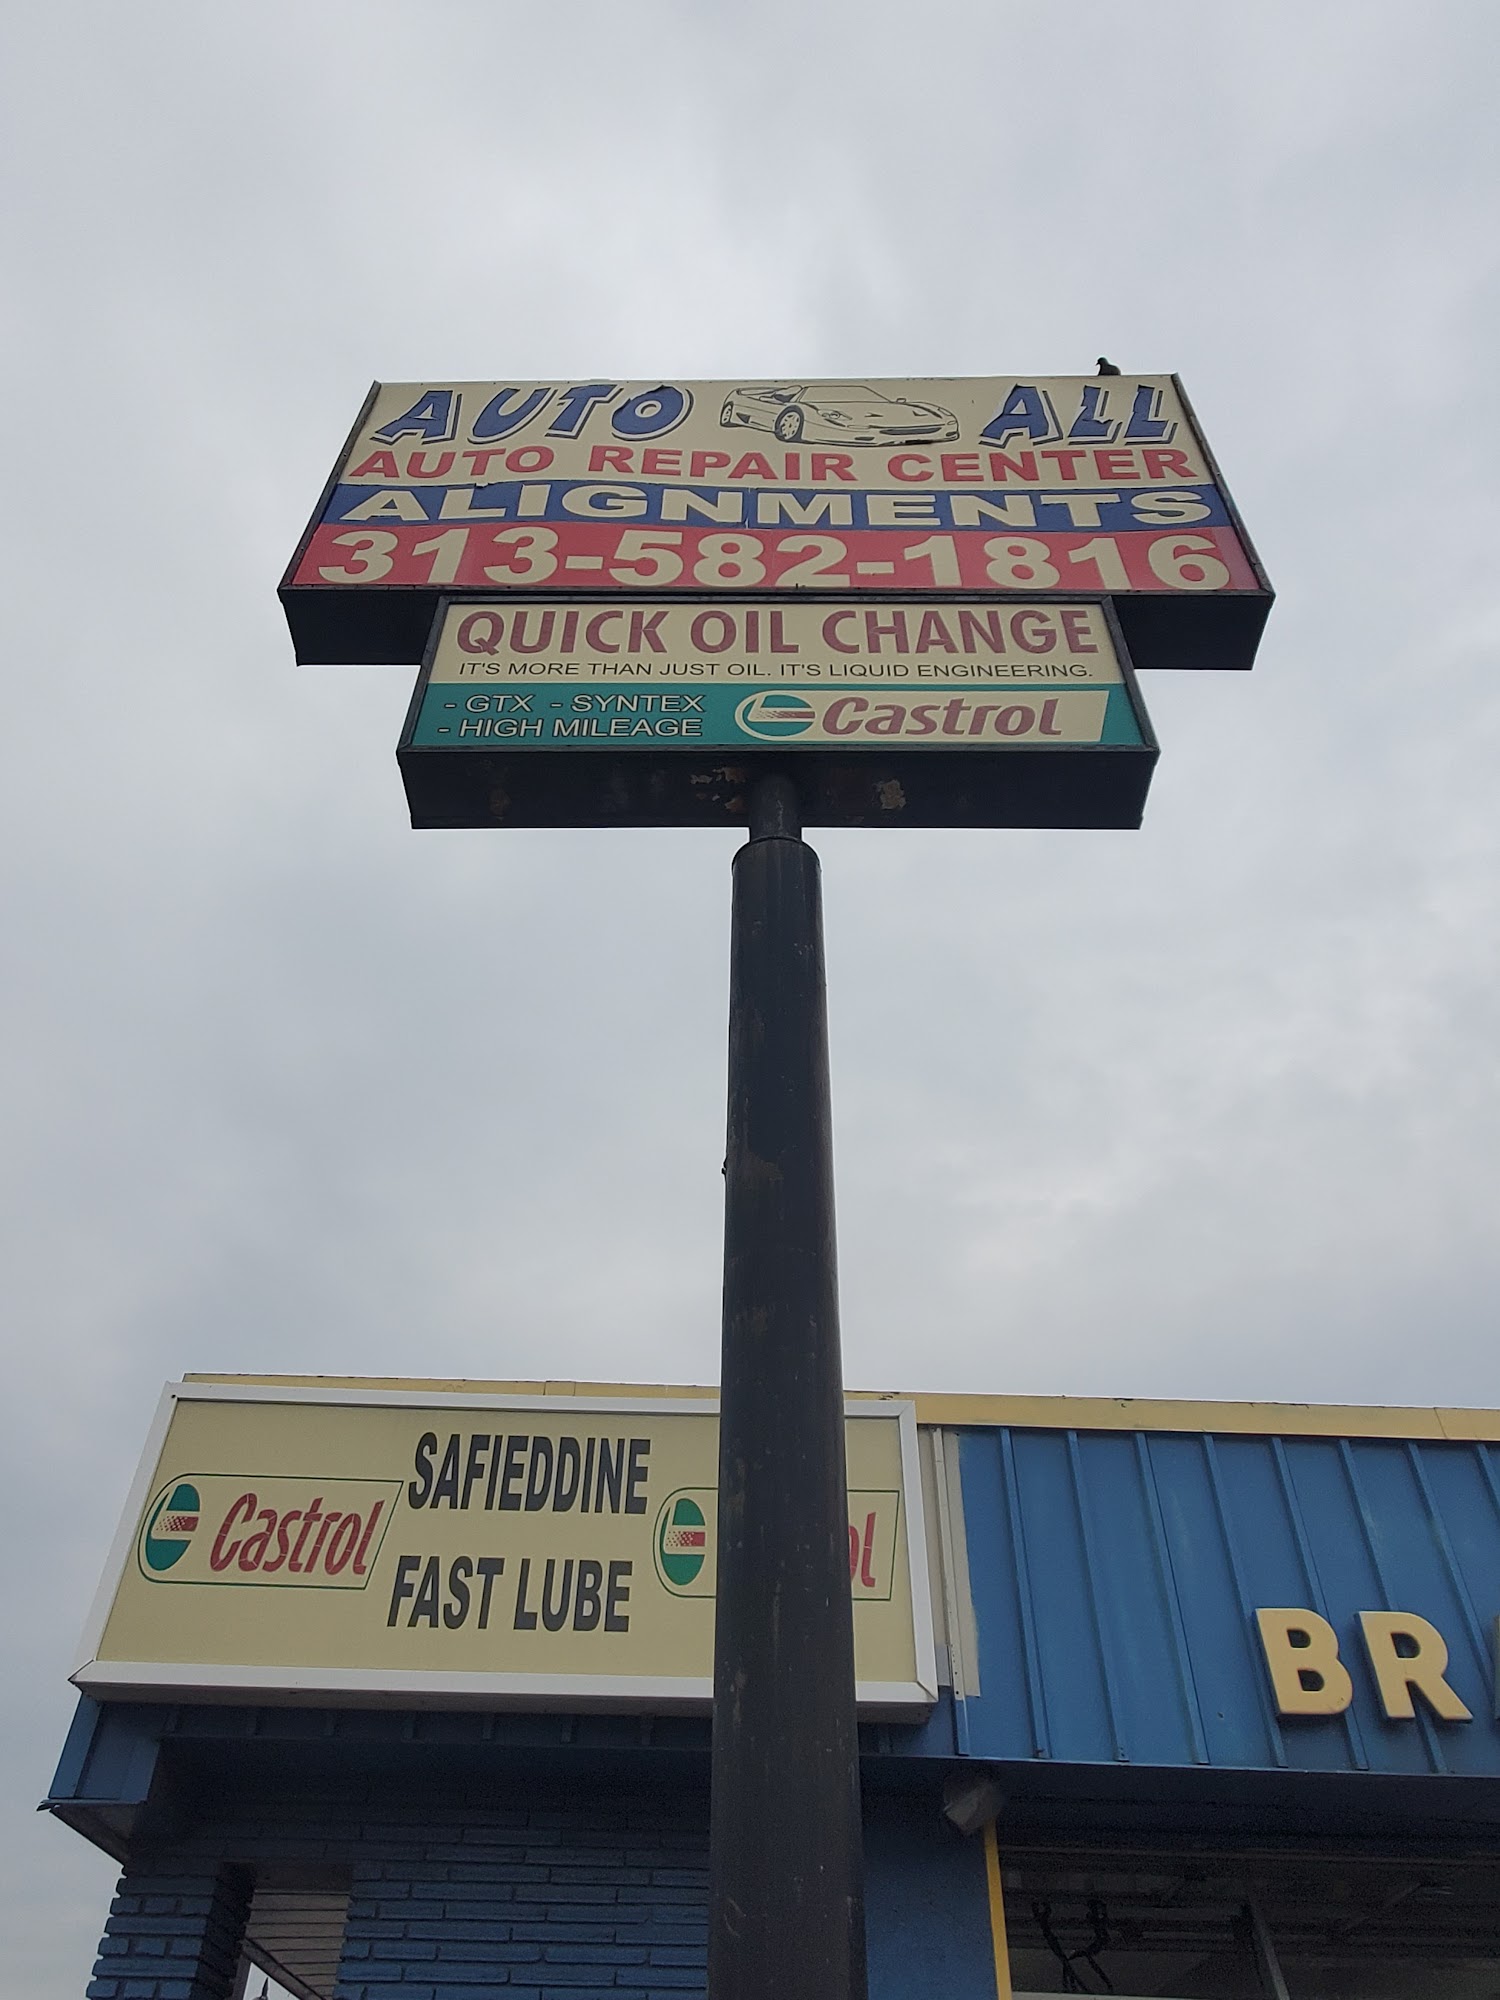 AUTO ALL
AUTO REPAIR CENTER
ALIGNMENTS
313-582-1816
QUICK OIL CHANGE
IT'S MORE THAN JUST OIL. IT'S LIQUID ENGINEERING.
- GTX - SYNTEX
- HIGH MILEAGE
Castrol
Castrol
SAFIEDDINE
FAST LUBE